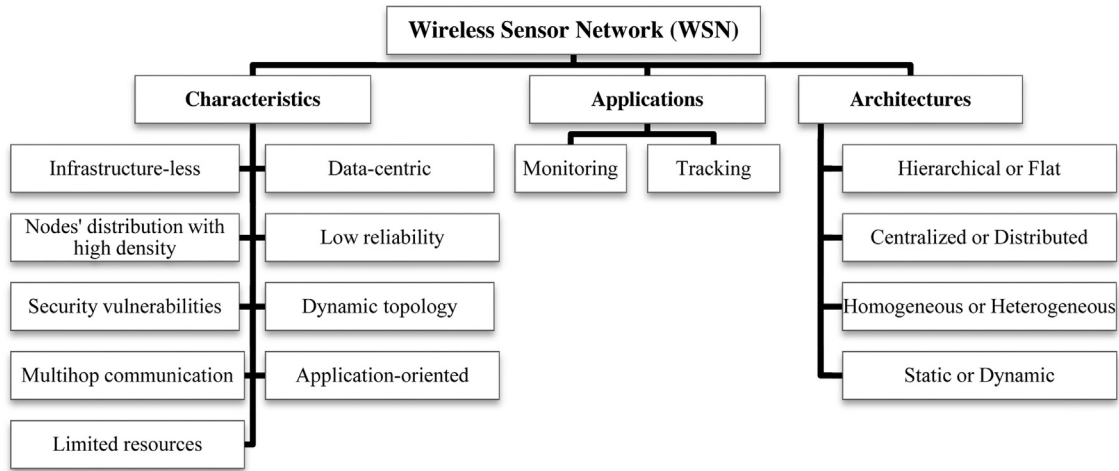 Wireless Sensor Network (WSN)
Characteristics
Applications
Architectures
Infrastructure-less
Data-centric
Monitoring
Tracking
Hierarchical or Flat
Nodes' distribution with
high density
Low reliability
Centralized or Distributed
Security vulnerabilities
Dynamic topology
Homogeneous or Heterogeneous
Multihop communication
Application-oriented
Static or Dynamic
Limited resources